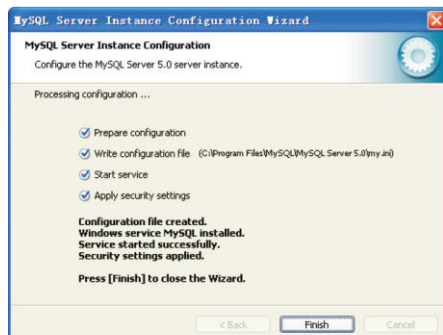 MySQL Server Instance Configuration Wizard
MySQL Server Instance Configuration
Configure the MySQL Server 5.0 server instance.
Processing configuration ...
Prepare configuration
Write configuration file (C:\Program Files\MySQL\MySQL Server 5.0\my.ini)
Start service
Apply security settings
Configuration file created.
Windows service MySQL installed.
Service started successfully.
Security settings applied.
Press [Finish] to close the Wizard.
< Back Finish Cancel